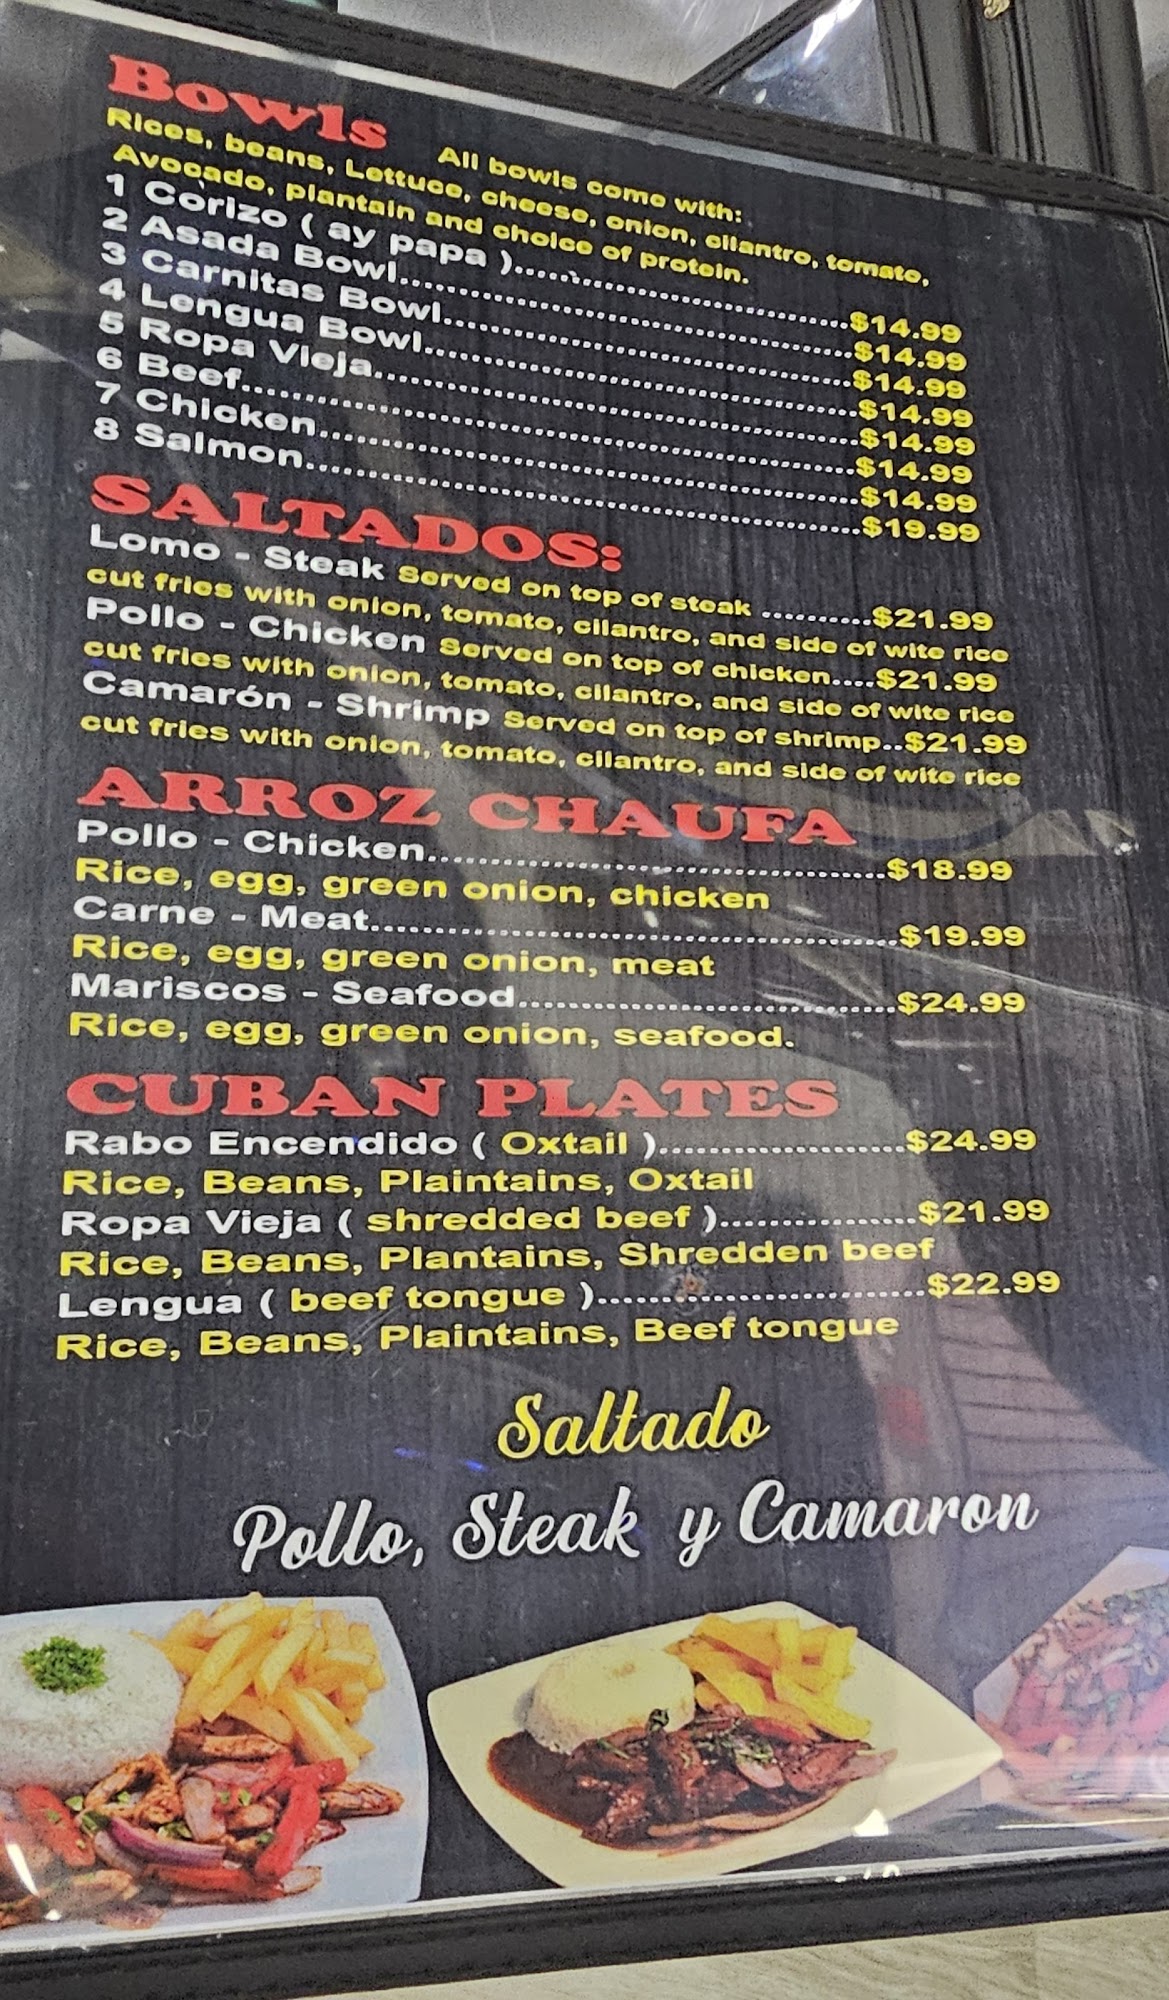 Bowls All bowls come with:
Rices, beans, Lettuce, cheese, onion, cilantro, tomato,
Avocado, plantain and choice of protein.
1 Corizo ( ay papa )........................................$14.99
2 Asada Bowl........................................$14.99
3 Carnitas Bowl........................................$14.99
4 Lengua Bowl........................................$14.99
5 Ropa Vieja........................................$14.99
6 Beef........................................$14.99
7 Chicken........................................$14.99
8 Salmon........................................$19.99
SALTADOS:
Lomo - Steak Served on top of steak ..........$21.99
cut fries with onion, tomato, cilantro, and side of wite rice
Pollo - Chicken Served on top of chicken....$21.99
cut fries with onion, tomato, cilantro, and side of wite rice
Camarón - Shrimp Served on top of shrimp..$21.99
cut fries with onion, tomato, cilantro, and side of wite rice
ARROZ CHAUFA
Pollo - Chicken........................................$18.99
Rice, egg, green onion, chicken
Carne - Meat........................................$19.99
Rice, egg, green onion, meat
Mariscos - Seafood................................$24.99
Rice, egg, green onion, seafood.
CUBAN PLATES
Rabo Encendido ( Oxtail ).....................$24.99
Rice, Beans, Plaintains, Oxtail
Ropa Vieja ( shredded beef ).................$21.99
Rice, Beans, Plantains, Shredden beef
Lengua ( beef tongue )............................$22.99
Rice, Beans, Plaintains, Beef tongue
Saltado
Pollo, Steak y Camaron